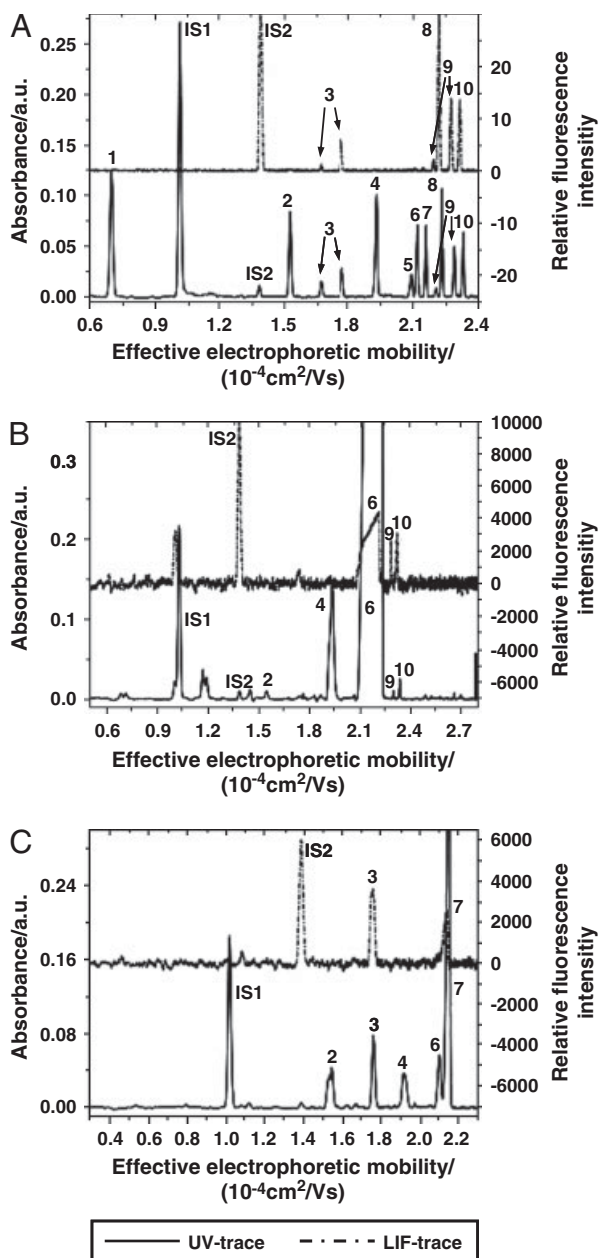 A
IS1
IS2
8
9
10
3
1
2
3
4
6
7
8
9
10
5
IS2
0.25
0.20
0.15
0.10
0.05
0.00
20
10
0
-10
-20
0.6 0.9 1.2 1.5 1.8 2.1 2.4
Absorbance/a.u.
Relative fluorescence
intensitiy
Effective electrophoretic mobility/
(10⁻⁴cm²/Vs)
B
IS2
6
9
10
IS1
IS2
2
4
6
9
10
0.3
0.2
0.1
0.0
10000
8000
6000
4000
2000
0
-2000
-4000
-6000
0.6 0.9 1.2 1.5 1.8 2.1 2.4 2.7
Absorbance/a.u.
Relative fluorescence
intensitiy
Effective electrophoretic mobility/
(10⁻⁴cm²/Vs)
C
IS2
3
7
IS1
2
3
4
6
7
0.24
0.16
0.08
0.00
6000
4000
2000
0
-2000
-4000
-6000
0.4 0.6 0.8 1.0 1.2 1.4 1.6 1.8 2.0 2.2
Absorbance/a.u.
Relative fluorescence
intensitiy
Effective electrophoretic mobility/
(10⁻⁴cm²/Vs)
UV-trace LIF-trace